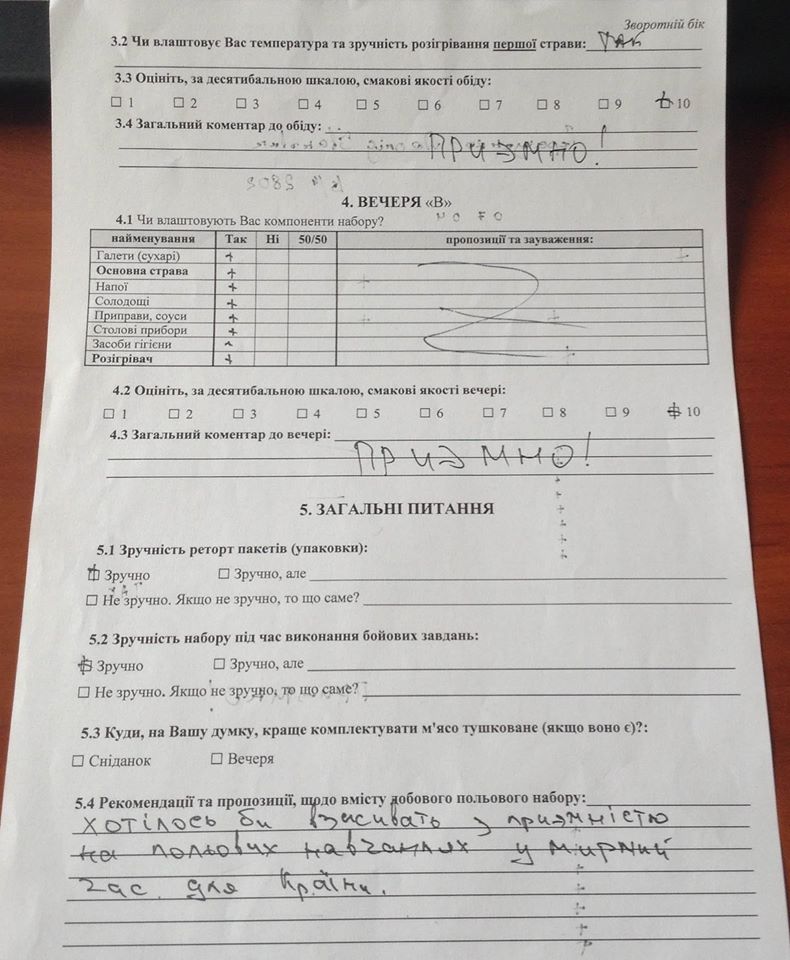 Зворотній бік
3.2 Чи влаштовує Вас температура та зручність розігрівання першої страви: Так
3.3 Оцініть, за десятибальною шкалою, смакові якості обіду:
☐ 1 ☐ 2 ☐ 3 ☐ 4 ☐ 5 ☐ 6 ☐ 7 ☐ 8 ☐ 9 ☐ 10
3.4 Загальний коментар до обіду:
ПРИЭМНО!
4. ВЕЧЕРЯ «В»
4.1 Чи влаштовують Вас компоненти набору?
найменування Так Ні 50/50 пропозиції та зауваження:
Галети (сухарі) +
Основна страва +
Напої +
Солодощі +
Приправи, соуси +
Столові прибори +
Засоби гігієни +
Розігрівач +
4.2 Оцініть, за десятибальною шкалою, смакові якості вечері:
☐ 1 ☐ 2 ☐ 3 ☐ 4 ☐ 5 ☐ 6 ☐ 7 ☐ 8 ☐ 9 ☐ 10
4.3 Загальний коментар до вечері:
ПРИЭМНО!
5. ЗАГАЛЬНІ ПИТАННЯ
5.1 Зручність реторт пакетів (упаковки):
☐ Зручно ☐ Зручно, але
☐ Не зручно. Якщо не зручно, то що саме?
5.2 Зручність набору під час виконання бойових завдань:
☐ Зручно ☐ Зручно, але
☐ Не зручно. Якщо не зручно, то що саме?
5.3 Куди, на Вашу думку, краще комплектувати м'ясо тушковане (якщо воно є)?:
☐ Сніданок ☐ Вечеря
5.4 Рекомендації та пропозиції, щодо вмісту добового польового набору:
хотілось би з приэмністю
на польових навчаннях у мирний
час для Країни.